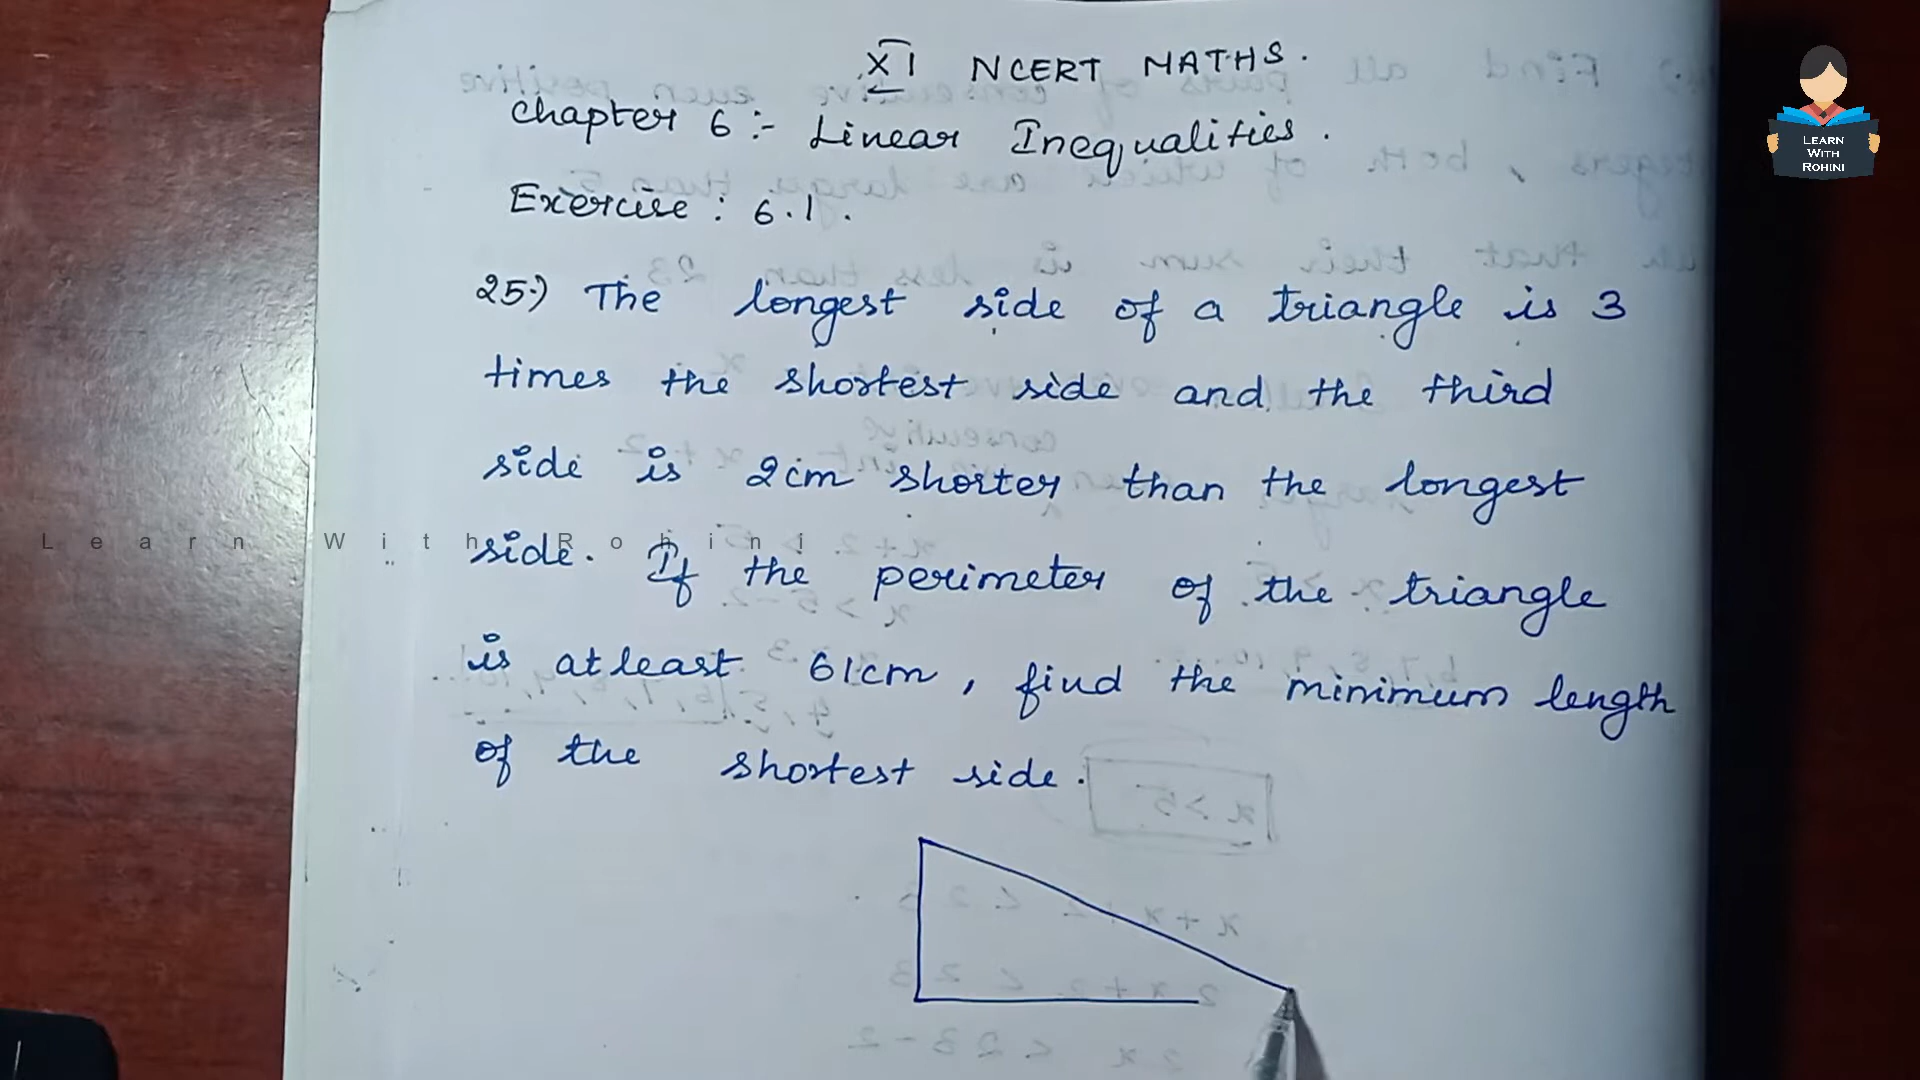 XI NCERT MATHS.
Chapter 6 :- Linear Inequalities.
Exercise : 6.1.
25.) The longest side of a triangle is 3
times the shortest side and the third
side is 2cm shorter than the longest
side. If the perimeter of the triangle
is atleast 61cm, find the minimum length
of the shortest side.
LEARN
WITH
ROHINI
Learn With Rohini